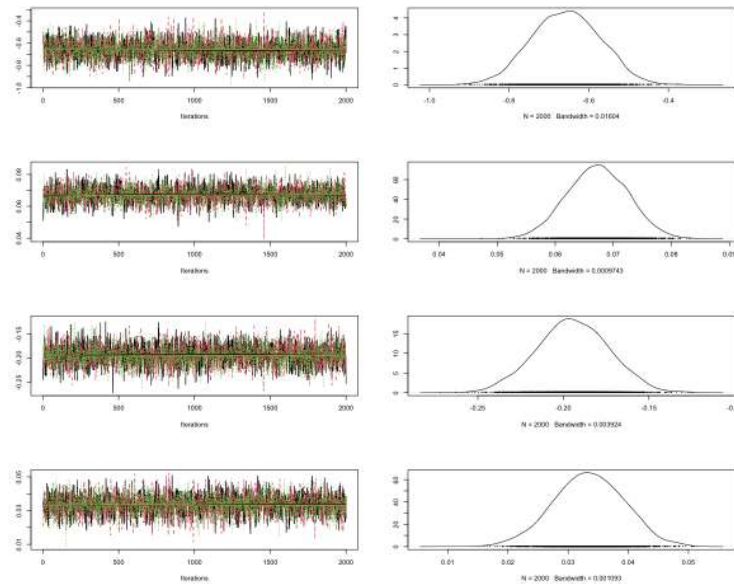 -1.0 -0.8 -0.6 -0.4
0 500 1000 1500 2000
Iterations
0 1 2 3 4
-1.0 -0.8 -0.6 -0.4
N = 2000 Bandwidth = 0.01604
0.04 0.06 0.08
0 500 1000 1500 2000
Iterations
0 20 40 60
0.04 0.05 0.06 0.07 0.08
N = 2000 Bandwidth = 0.0009743
-0.25 -0.20 -0.15
0 500 1000 1500 2000
Iterations
0 5 10 15
-0.25 -0.20 -0.15
N = 2000 Bandwidth = 0.003924
0.01 0.03 0.05
0 500 1000 1500 2000
Iterations
0 20 40 60
0.01 0.02 0.03 0.04 0.05
N = 2000 Bandwidth = 0.001093